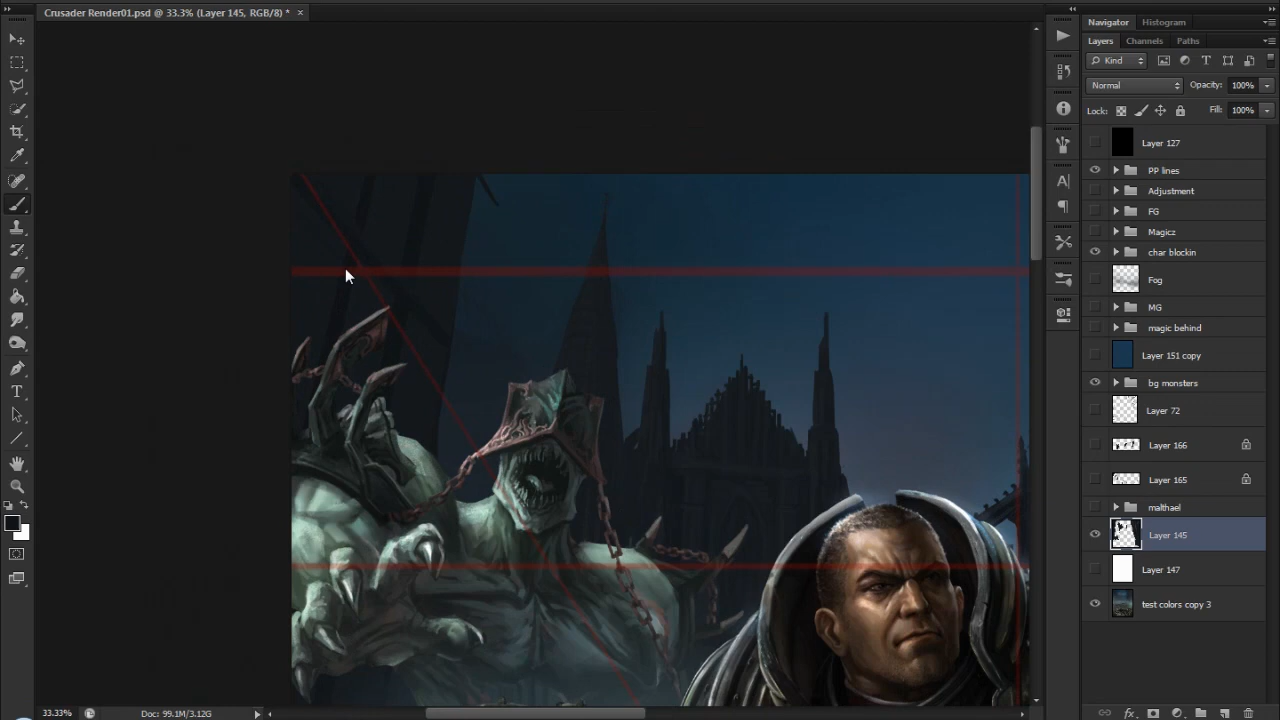 Crusader Render01.psd @ 33.3% (Layer 145, RGB/8) * ×
Navigator Histogram
Layers Channels Paths
Kind
Normal Opacity: 100%
Lock: Fill: 100%
Layer 127
PP lines
Adjustment
FG
Magicz
char blockin
Fog
MG
magic behind
Layer 151 copy
bg monsters
Layer 72
Layer 166
Layer 165
malthael
Layer 145
Layer 147
test colors copy 3
33.33% Doc: 99.1M/3.12G